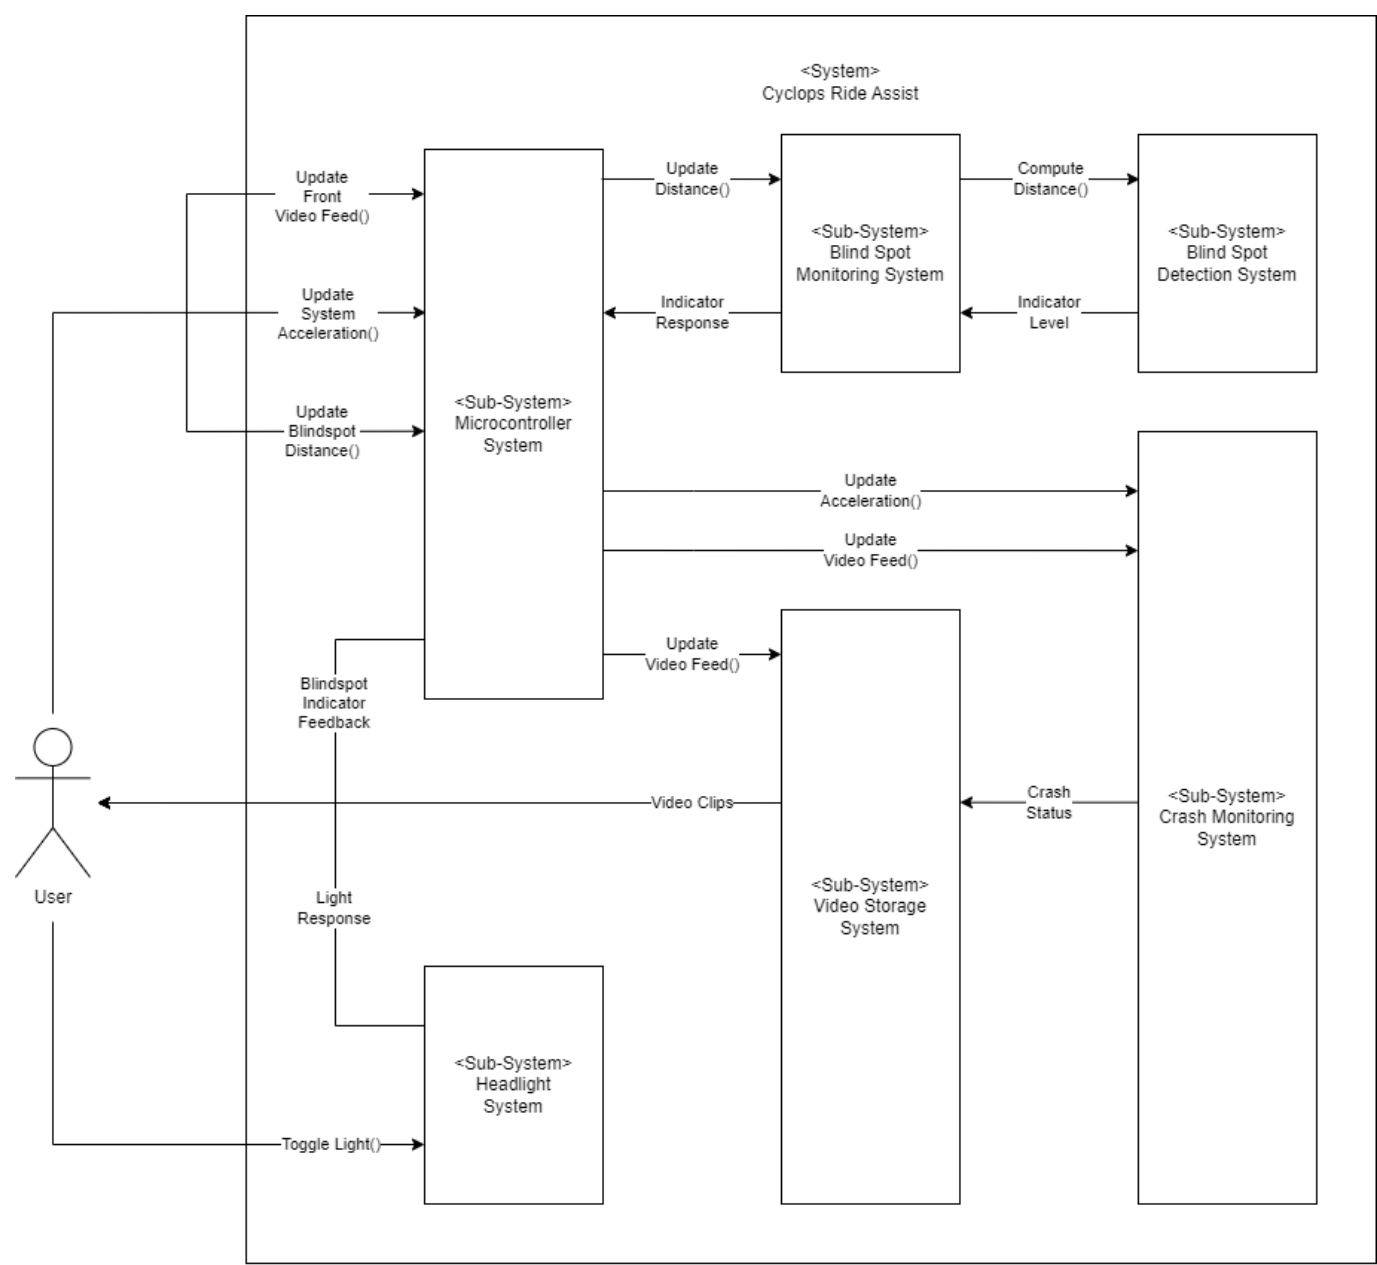 <System>
Cyclops Ride Assist
Update
Front
Video Feed()
Update
System
Acceleration()
Update
Blindspot
Distance()
<Sub-System>
Microcontroller
System
Update
Distance()
Indicator
Response
<Sub-System>
Blind Spot
Monitoring System
Compute
Distance()
Indicator
Level
<Sub-System>
Blind Spot
Detection System
Update
Acceleration()
Update
Video Feed()
Update
Video Feed()
Blindspot
Indicator
Feedback
Video Clips
Crash
Status
<Sub-System>
Crash Monitoring
System
<Sub-System>
Video Storage
System
User
Light
Response
<Sub-System>
Headlight
System
Toggle Light()